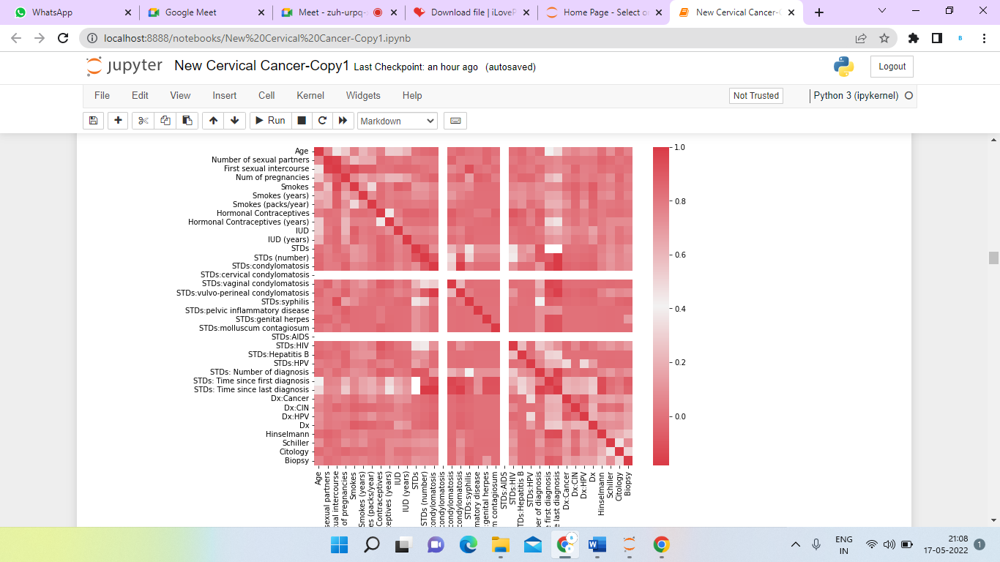 WhatsApp
Google Meet
Meet - zuh-urpq-
Download file | iLoveP
Home Page - Select or
New Cervical Cancer-C
localhost:8888/notebooks/New%20Cervical%20Cancer-Copy1.ipynb
jupyter New Cervical Cancer-Copy1 Last Checkpoint: an hour ago (autosaved)
Logout
File Edit View Insert Cell Kernel Widgets Help
Not Trusted
Python 3 (ipykernel)
Run
Markdown
Age
Number of sexual partners
First sexual intercourse
Num of pregnancies
Smokes
Smokes (years)
Smokes (packs/year)
Hormonal Contraceptives
Hormonal Contraceptives (years)
IUD
IUD (years)
STDs
STDs (number)
STDs:condylomatosis
STDs:cervical condylomatosis
STDs:vaginal condylomatosis
STDs:vulvo-perineal condylomatosis
STDs:syphilis
STDs:pelvic inflammatory disease
STDs:genital herpes
STDs:molluscum contagiosum
STDs:AIDS
STDs:HIV
STDs:Hepatitis B
STDs:HPV
STDs: Number of diagnosis
STDs: Time since first diagnosis
STDs: Time since last diagnosis
Dx:Cancer
Dx:CIN
Dx:HPV
Dx
Hinselmann
Schiller
Citology
Biopsy
1.0
0.8
0.6
0.4
0.2
0.0
Age
sexual partners
ual intercourse
of pregnancies
Smokes
Smokes (years)
s (packs/year)
Contraceptives
ceptives (years)
IUD
IUD (years)
STDs
STDs (number)
condylomatosis
condylomatosis
condylomatosis
condylomatosis
STDs:syphilis
matory disease
:genital herpes
m contagiosum
STDs:AIDS
STDs:HIV
TDs:Hepatitis B
STDs:HPV
ber of diagnosis
e first diagnosis
e last diagnosis
Dx:Cancer
Dx:CIN
Dx:HPV
Dx
Hinselmann
Schiller
Citology
Biopsy
ENG
IN
21:08
17-05-2022
1